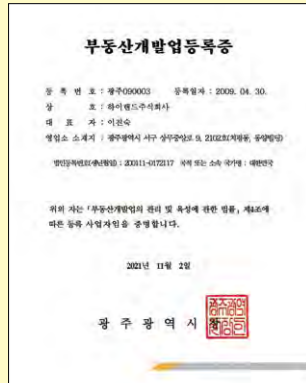 부동산개발업등록증
등 록 번 호 : 광주090003 등록일자 : 2009. 04. 30.
상 호 : 하이랜드주식회사
대 표 자 : 이진숙
영업소 소재지 : 광주광역시 서구 상무중앙로 9, 2102호(치평동, 동양빌딩)
법인등록번호(생년월일) : 200111-0172117 국적 또는 소속 국가명 : 대한민국
위의 자는 「부동산개발업의 관리 및 육성에 관한 법률」 제4조에
따른 등록 사업자임을 증명합니다.
2021년 11월 2일
광 주 광 역 시 장